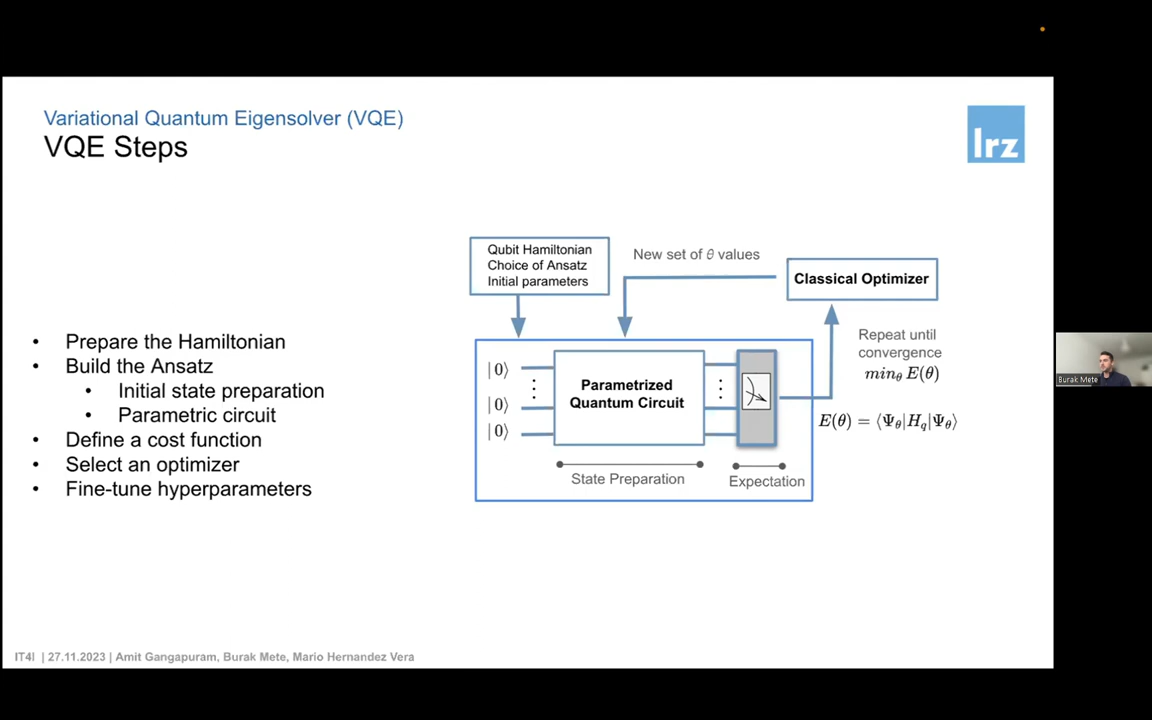 Variational Quantum Eigensolver (VQE)
VQE Steps
lrz
Qubit Hamiltonian
Choice of Ansatz
Initial parameters
New set of θ values
Classical Optimizer
• Prepare the Hamiltonian
• Build the Ansatz
• Initial state preparation
• Parametric circuit
• Define a cost function
• Select an optimizer
• Fine-tune hyperparameters
|0⟩
⋮
|0⟩
|0⟩
Parametrized
Quantum Circuit
⋮
Repeat until
convergence
min_θ E(θ)
E(θ) = ⟨Ψ_θ|H_q|Ψ_θ⟩
State Preparation
Expectation
Burak Mete
IT4I | 27.11.2023 | Amit Gangapuram, Burak Mete, Mario Hernandez Vera